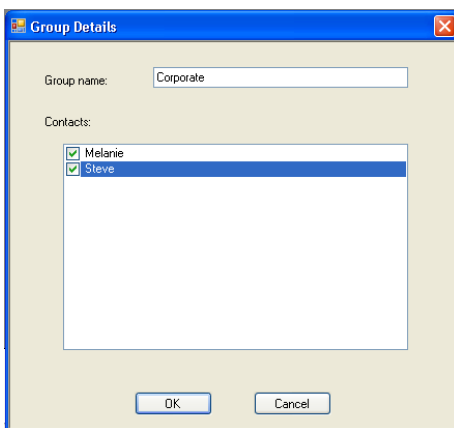 Group Details
Group name: Corporate
Contacts:
Melanie
Steve
OK Cancel